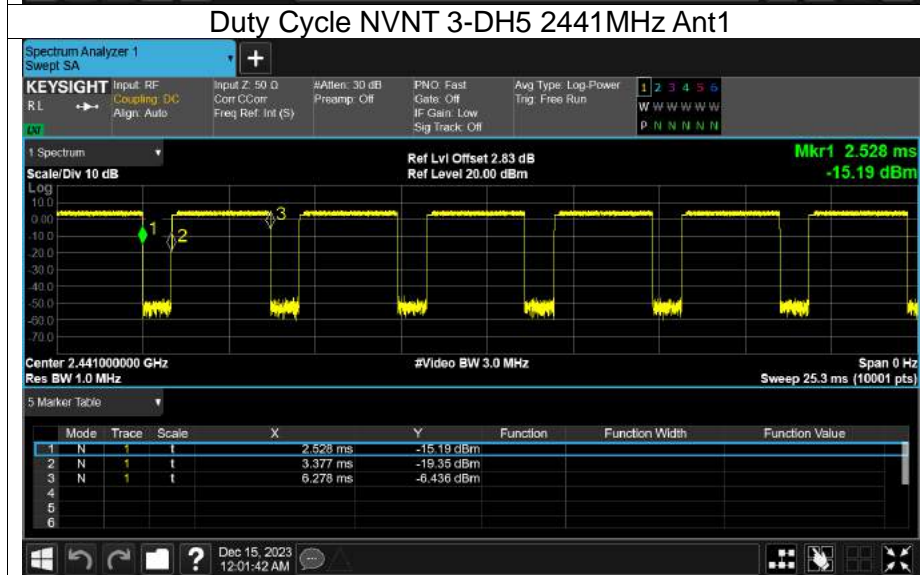 Duty Cycle NVNT 3-DH5 2441MHz Ant1
Spectrum Analyzer 1
Swept SA
+
KEYSIGHT Input: RF Input Z: 50 Ω #Atten: 30 dB PNO: Fast Avg Type: Log-Power 1 2 3 4 5 6
RL Coupling: DC Corr CCorr Preamp: Off Gate: Off Trig: Free Run W W W W W W
Align: Auto Freq Ref: Int (S) IF Gain: Low
LXI Sig Track: Off P N N N N N
1 Spectrum Ref Lvl Offset 2.83 dB Mkr1 2.528 ms
Scale/Div 10 dB Ref Level 20.00 dBm -15.19 dBm
Log
10.0
0.00
-10.0
-20.0
-30.0
-40.0
-50.0
-60.0
-70.0
1
2
3
Center 2.441000000 GHz #Video BW 3.0 MHz Span 0 Hz
Res BW 1.0 MHz Sweep 25.3 ms (10001 pts)
5 Marker Table
Mode Trace Scale X Y Function Function Width Function Value
1 N 1 t 2.528 ms -15.19 dBm
2 N 1 t 3.377 ms -19.35 dBm
3 N 1 t 6.278 ms -6.436 dBm
4
5
6
? Dec 15, 2023
12:01:42 AM